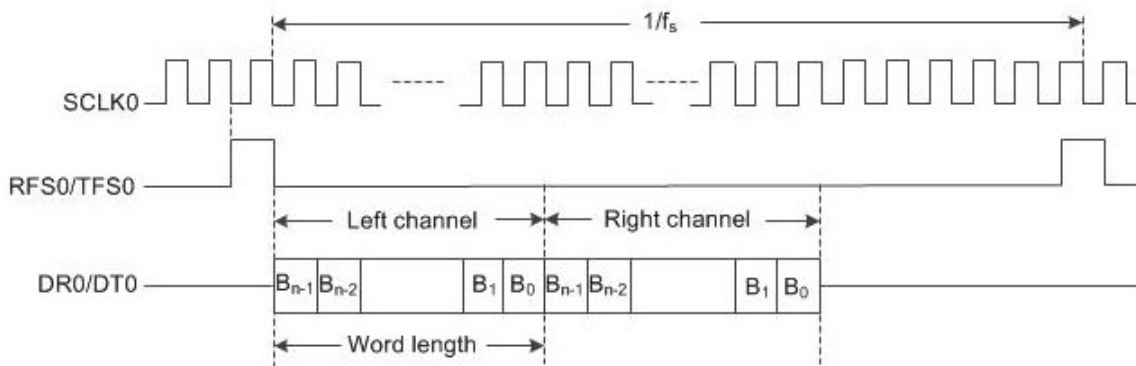 1/fs
SCLK0
RFS0/TFS0
Left channel
Right channel
DR0/DT0
Bn-1
Bn-2
B1
B0
Bn-1
Bn-2
B1
B0
Word length